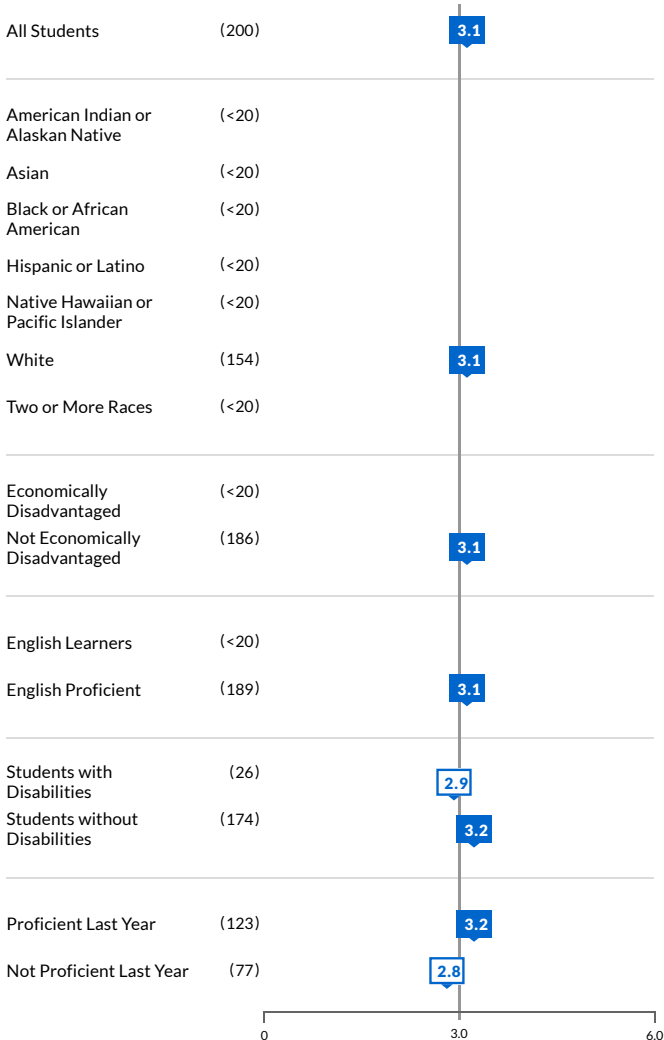 All Students (200) 3.1
American Indian or (<20)
Alaskan Native
Asian (<20)
Black or African (<20)
American
Hispanic or Latino (<20)
Native Hawaiian or (<20)
Pacific Islander
White (154) 3.1
Two or More Races (<20)
Economically (<20)
Disadvantaged
Not Economically (186) 3.1
Disadvantaged
English Learners (<20)
English Proficient (189) 3.1
Students with (26) 2.9
Disabilities
Students without (174) 3.2
Disabilities
Proficient Last Year (123) 3.2
Not Proficient Last Year (77) 2.8
0 3.0 6.0